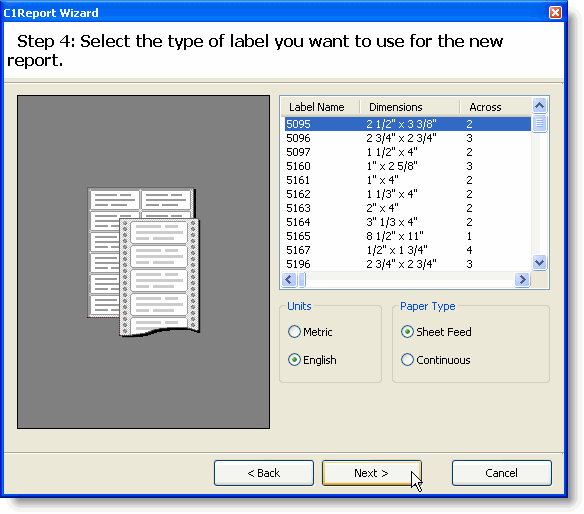 C1Report Wizard
Step 4: Select the type of label you want to use for the new
report.
Label Name Dimensions Across
5095 2 1/2" x 3 3/8" 2
5096 2 3/4" x 2 3/4" 3
5097 1 1/2" x 4" 2
5160 1" x 2 5/8" 3
5161 1" x 4" 2
5162 1 1/3" x 4" 2
5163 2" x 4" 2
5164 3" 1/3 x 4" 2
5165 8 1/2" x 11" 1
5167 1/2" x 1 3/4" 4
5196 2 3/4" x 2 3/4" 3
Units Paper Type
Metric Sheet Feed
English Continuous
< Back Next > Cancel